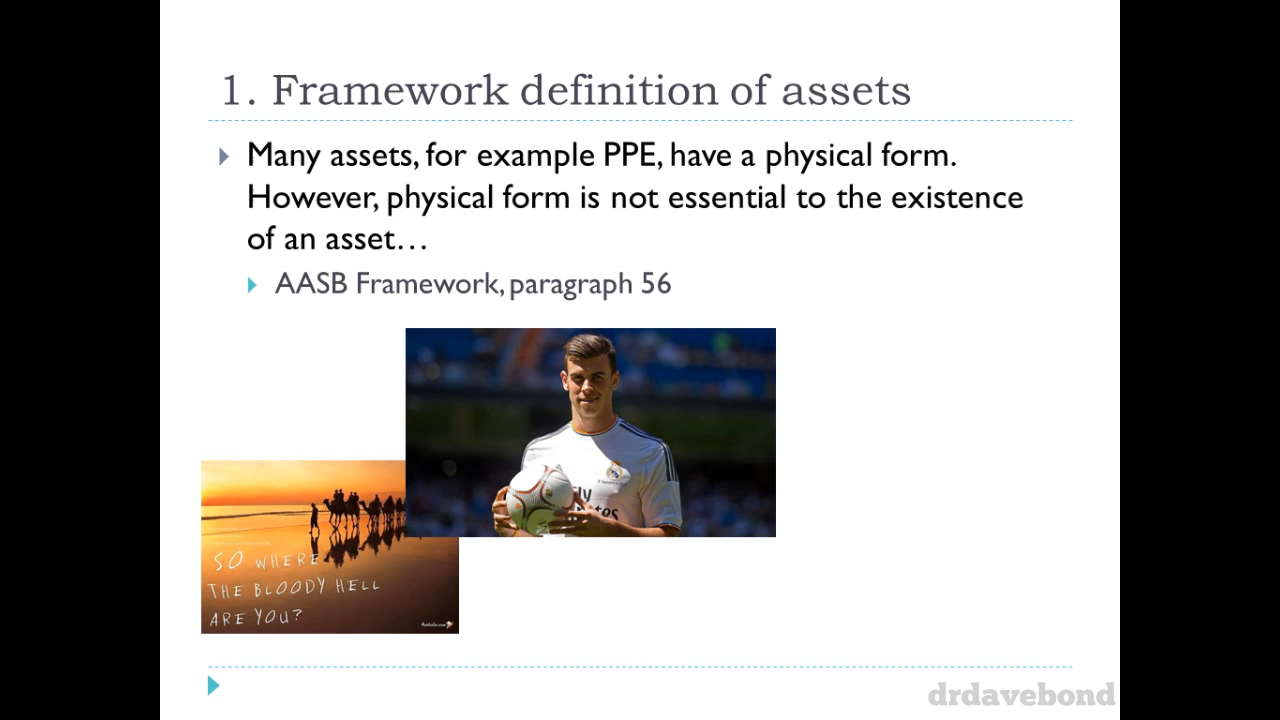 1. Framework definition of assets
Many assets, for example PPE, have a physical form.
However, physical form is not essential to the existence
of an asset…
AASB Framework, paragraph 56
SO WHERE
THE BLOODY HELL
ARE YOU?
drdavebond